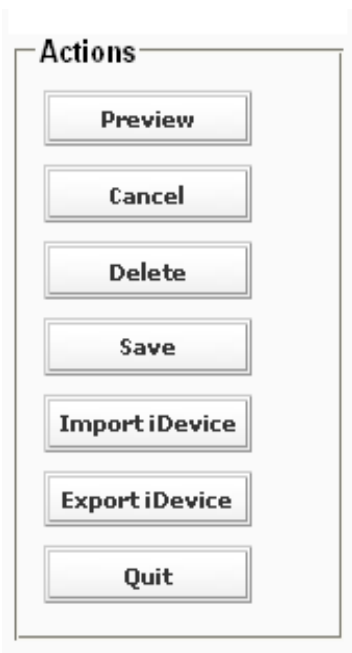 Actions
Preview
Cancel
Delete
Save
Import iDevice
Export iDevice
Quit